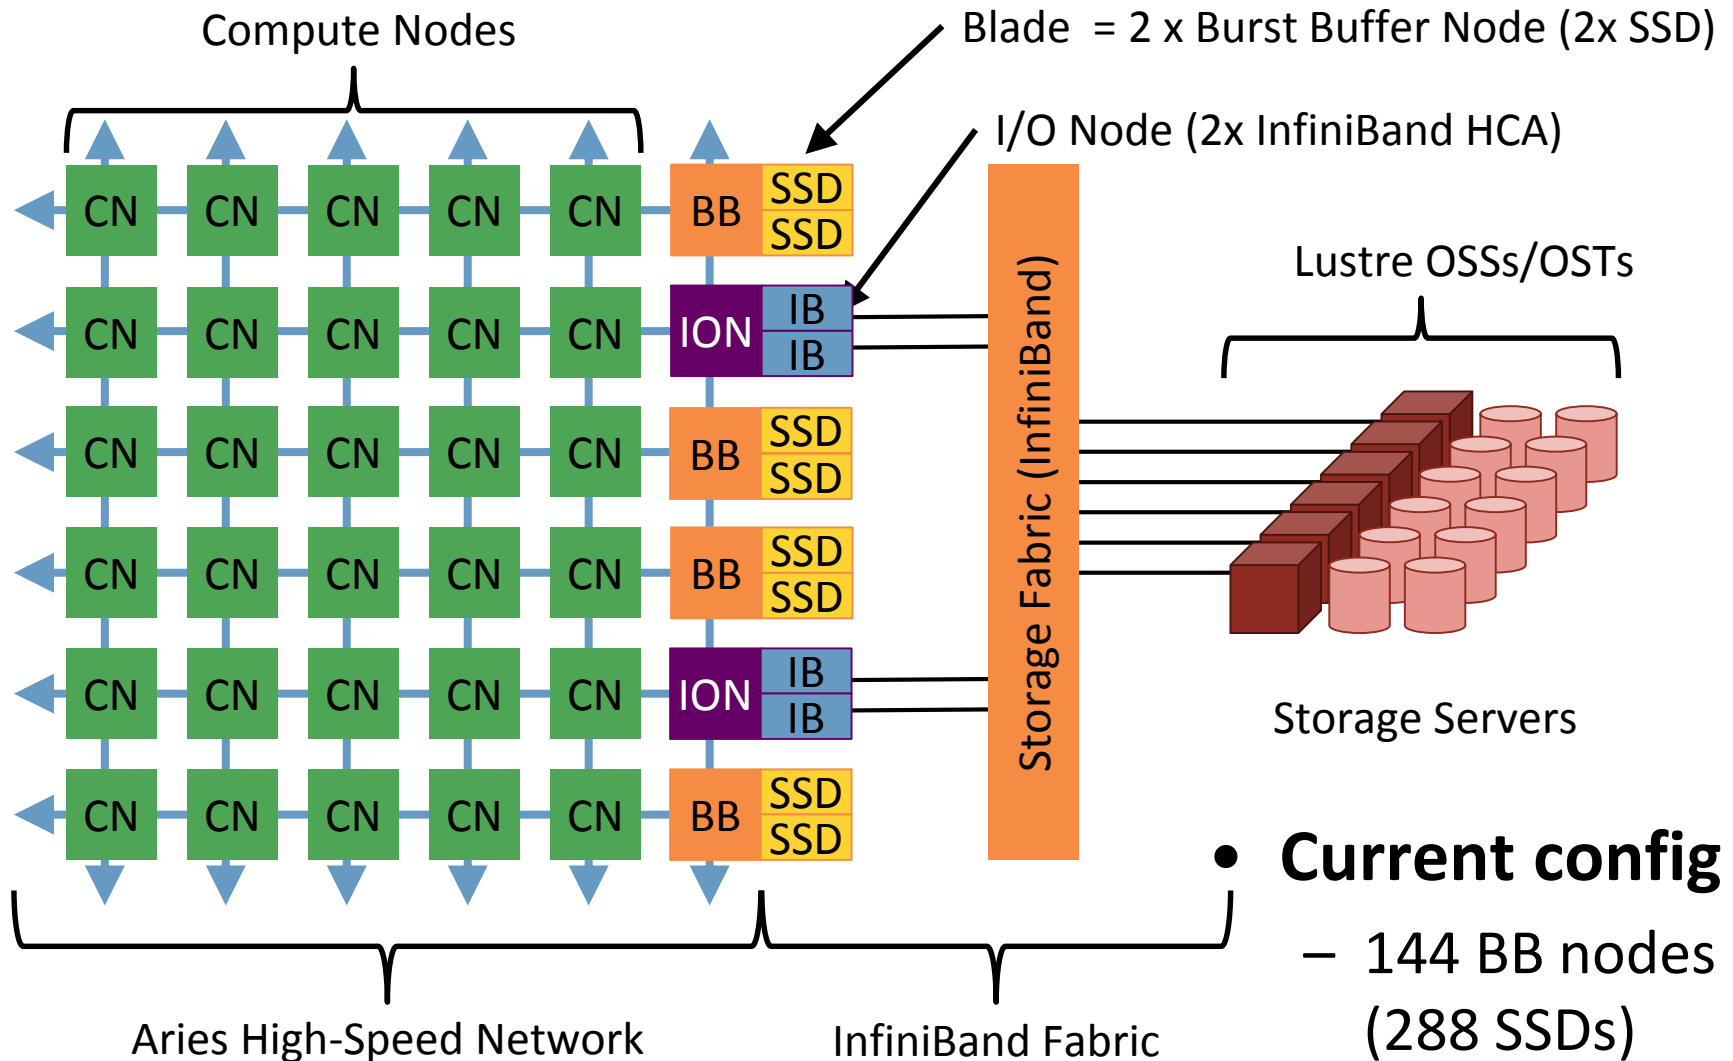 Compute Nodes
Blade = 2 x Burst Buffer Node (2x SSD)
I/O Node (2x InfiniBand HCA)
CN CN CN CN CN BB SSD
SSD
CN CN CN CN CN ION IB
IB
CN CN CN CN CN BB SSD
SSD
CN CN CN CN CN BB SSD
SSD
CN CN CN CN CN ION IB
IB
CN CN CN CN CN BB SSD
SSD
Storage Fabric (InfiniBand)
Lustre OSSs/OSTs
Storage Servers
Aries High-Speed Network
InfiniBand Fabric
• Current config
– 144 BB nodes
(288 SSDs)